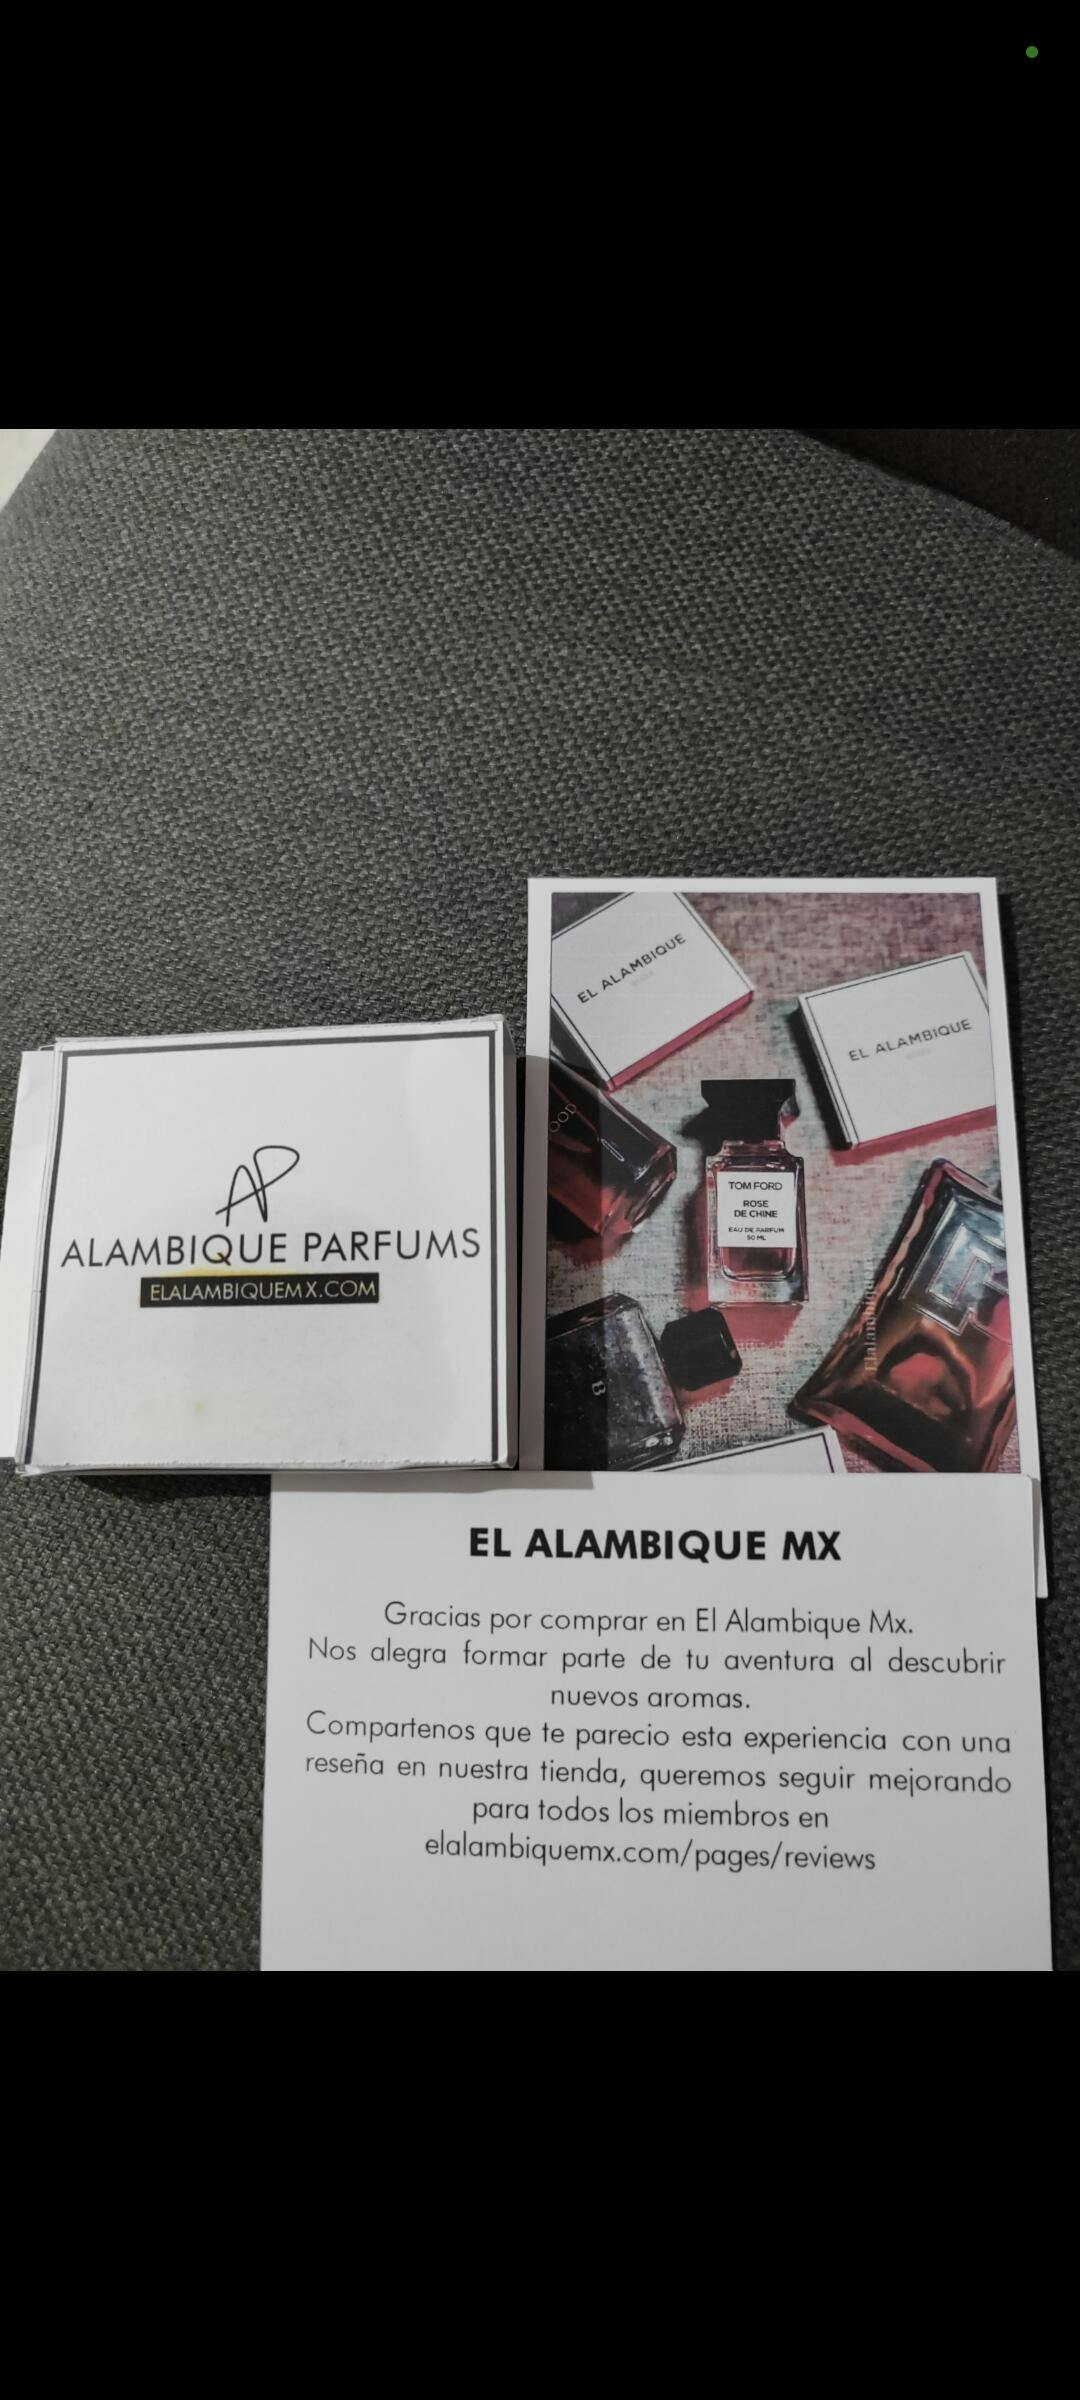 EL ALAMBIQUE
EL ALAMBIQUE
OOD
TOM FORD
ROSE
DE CHINE
EAU DE PARFUM
50 ML
B
AP
ALAMBIQUE PARFUMS
ELALAMBIQUEMX.COM
EL ALAMBIQUE MX
Gracias por comprar en El Alambique Mx.
Nos alegra formar parte de tu aventura al descubrir
nuevos aromas.
Compartenos que te parecio esta experiencia con una
reseña en nuestra tienda, queremos seguir mejorando
para todos los miembros en
elalambiquemx.com/pages/reviews